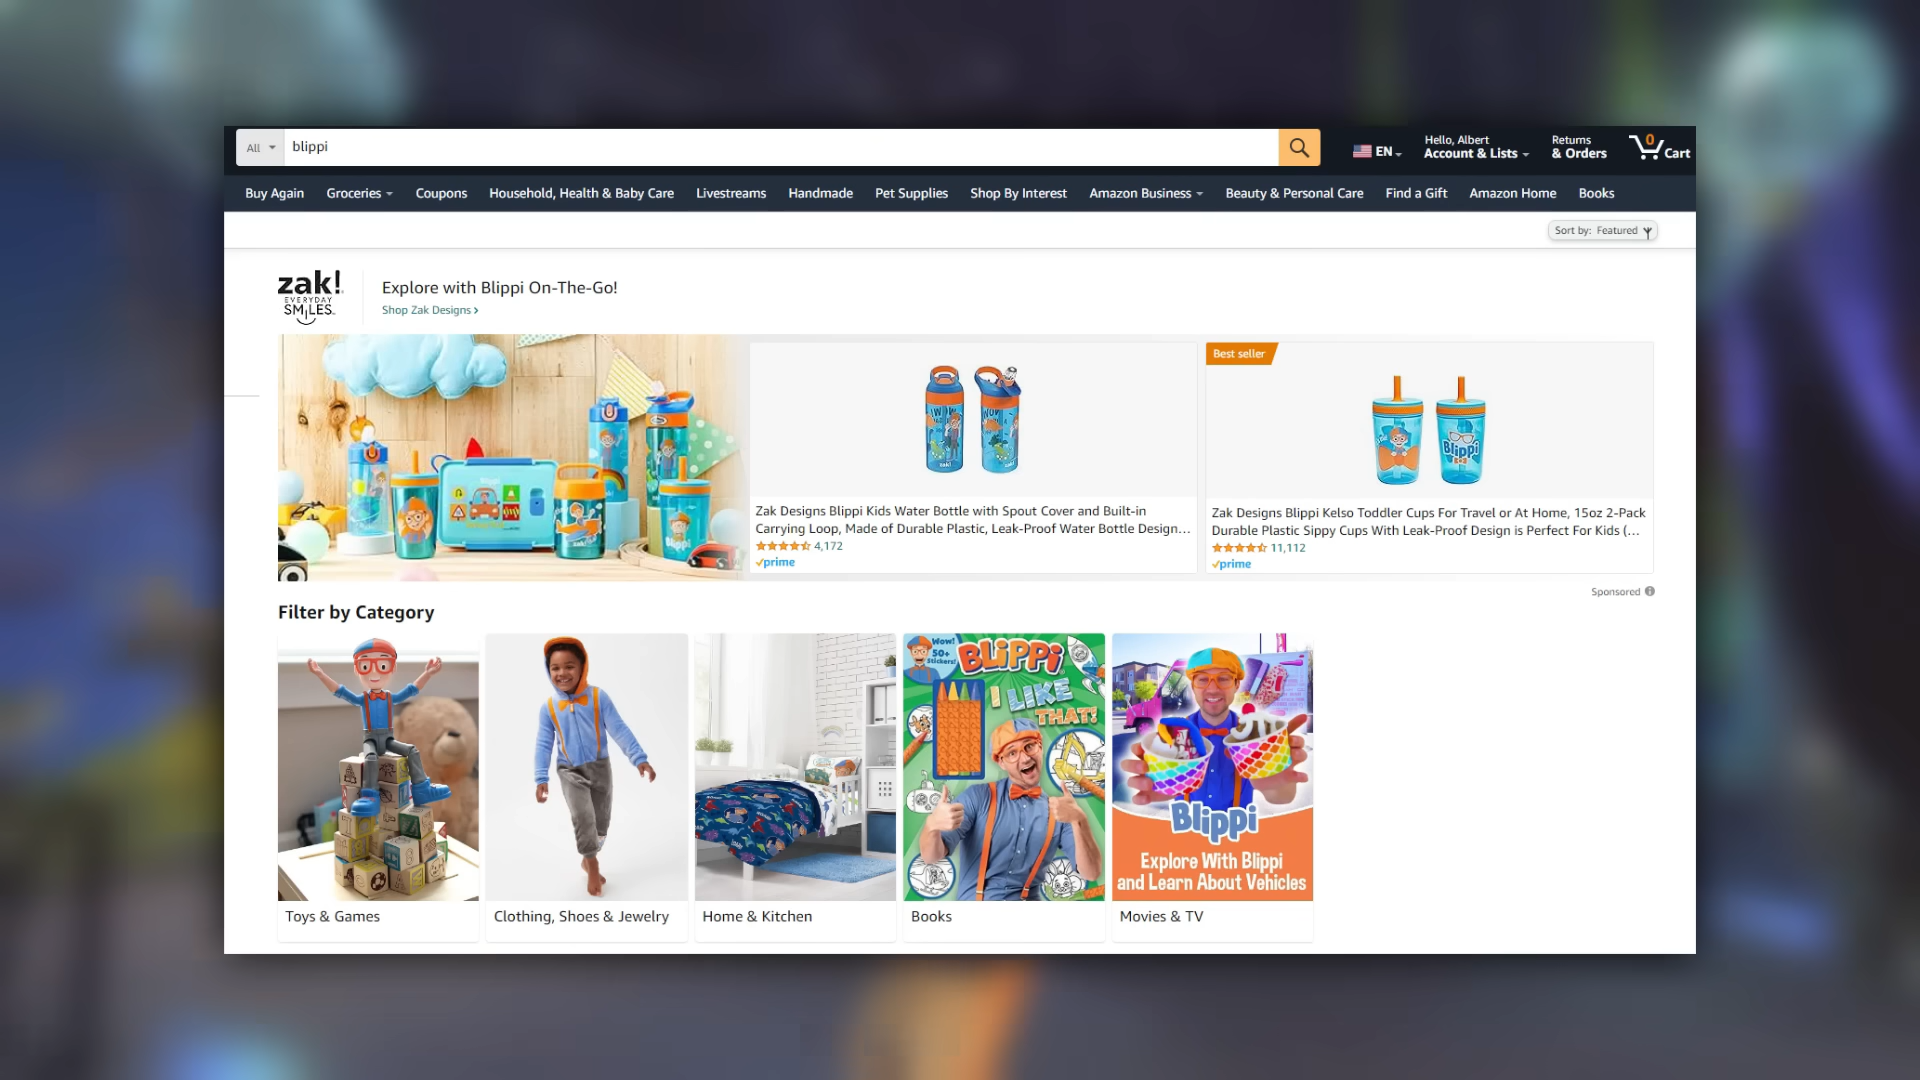 All
blippi
EN
Hello, Albert
Account & Lists
Returns
& Orders
0
Cart
Buy Again
Groceries
Coupons
Household, Health & Baby Care
Livestreams
Handmade
Pet Supplies
Shop By Interest
Amazon Business
Beauty & Personal Care
Find a Gift
Amazon Home
Books
Sort by: Featured
zak!
EVERYDAY
SMILES
Explore with Blippi On-The-Go!
Shop Zak Designs ›
Best seller
Blippi
zak!
Blippi
Blippi
Zak Designs Blippi Kids Water Bottle with Spout Cover and Built-in
Carrying Loop, Made of Durable Plastic, Leak-Proof Water Bottle Design…
4,172
prime
Zak Designs Blippi Kelso Toddler Cups For Travel or At Home, 15oz 2-Pack
Durable Plastic Sippy Cups With Leak-Proof Design is Perfect For Kids (…
11,112
prime
Sponsored
Filter by Category
Wow!
50+
Stickers!
BLiPPi
I LIKE
THAT!
Blippi
Explore With Blippi
and Learn About Vehicles
Toys & Games
Clothing, Shoes & Jewelry
Home & Kitchen
Books
Movies & TV